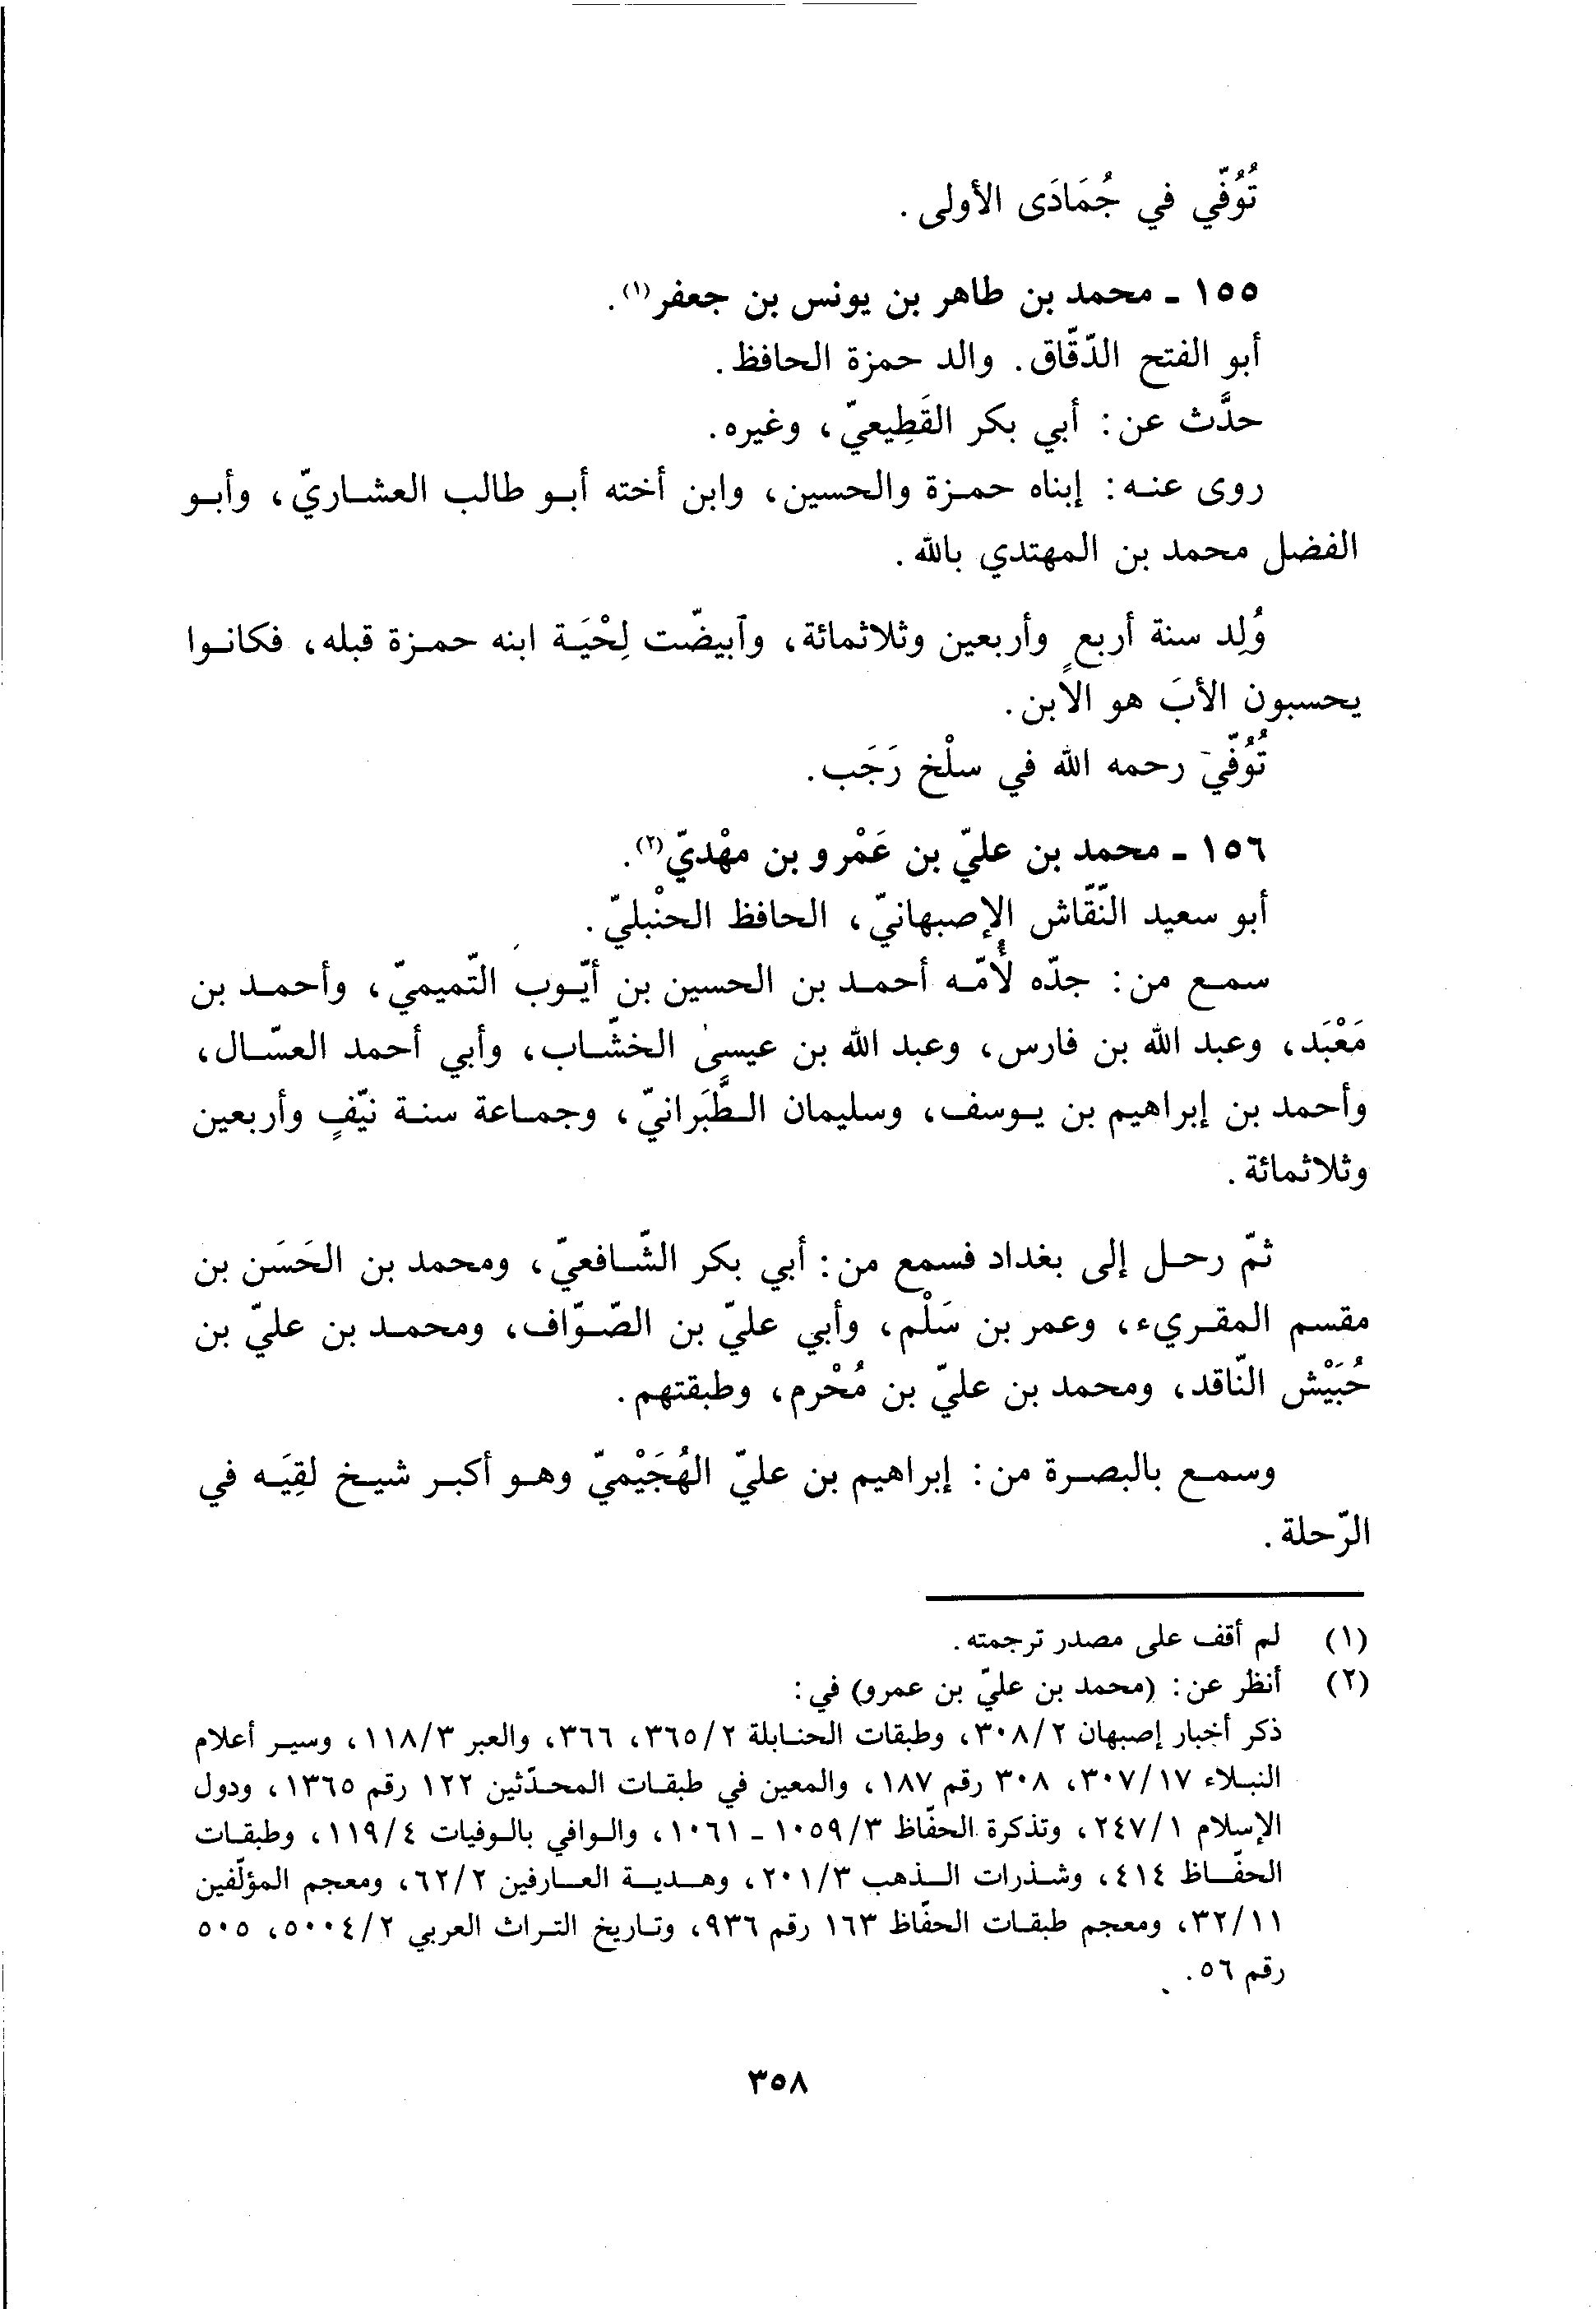 تُوُفّي في جُمَادَى الأولى.
١٥٥ - محمد بن طاهر بن يونس بن جعفر(١).
أبو الفتح الدّقّاق. والد حمزة الحافظ.
حدَّث عن: أبي بكر القَطِيعيّ، وغيره.
روى عنه: إبناه حمزة والحسين، وابن أخته أبو طالب العشاريّ، وأبو
الفضل محمد بن المهتدي بالله.
وُلِد سنة أربعٍ وأربعين وثلاثمائة، وآبيضّت لِحْيَة ابنه حمزة قبله، فكانوا
يحسبون الأبَ هو الابن.
تُوُفّيَ رحمه الله في سلْخ رَجَب.
١٥٦ - محمد بن عليّ بن عَمْرو بن مهْديّ(٢).
أبو سعيد النّقّاش الإصبهانيّ، الحافظ الحنْبليّ.
سمع من: جدّه لأُمّه أحمد بن الحسين بن أيّوب التّميميّ، وأحمد بن
مَعْبَد، وعبد الله بن فارس، وعبد الله بن عيسىٰ الخشّاب، وأبي أحمد العسّال،
وأحمد بن إبراهيم بن يوسف، وسليمان الطَّبَرانيّ، وجماعة سنة نيّفٍ وأربعين
وثلاثمائة.
ثمّ رحل إلى بغداد فسمع من: أبي بكر الشّافعيّ، ومحمد بن الحَسَن بن
مقسم المقريء، وعمر بن سَلْم، وأبي عليّ بن الصّوّاف، ومحمد بن عليّ بن
حُبَيْش النّاقد، ومحمد بن عليّ بن مُحْرم، وطبقتهم.
وسمع بالبصرة من: إبراهيم بن عليّ الهُجَيْميّ وهو أكبر شيخ لقِيَه في
الرّحلة.
(١) لم أقف على مصدر ترجمته.
(٢) أنظر عن: (محمد بن عليّ بن عمرو) في:
ذكر أخبار إصبهان ٣٠٨/٢، وطبقات الحنابلة ٣٦٥/٢، ٣٦٦، والعبر ١١٨/٣، وسير أعلام
النبلاء ٣٠٧/١٧، ٣٠٨ رقم ١٨٧، والمعين في طبقات المحدّثين ١٢٢ رقم ١٣٦٥، ودول
الإسلام ٢٤٧/١، وتذكرة الحفّاظ ١٠٥٩/٣ - ١٠٦١، والوافي بالوفيات ١١٩/٤، وطبقات
الحفّاظ ٤١٤، وشذرات الذهب ٢٠١/٣، وهدية العارفين ٦٢/٢، ومعجم المؤلّفين
٣٢/١١، ومعجم طبقات الحفّاظ ١٦٣ رقم ٩٣٦، وتاريخ التراث العربي ٥٠٠٤/٢، ٥٠٥
رقم ٥٦.
٣٥٨